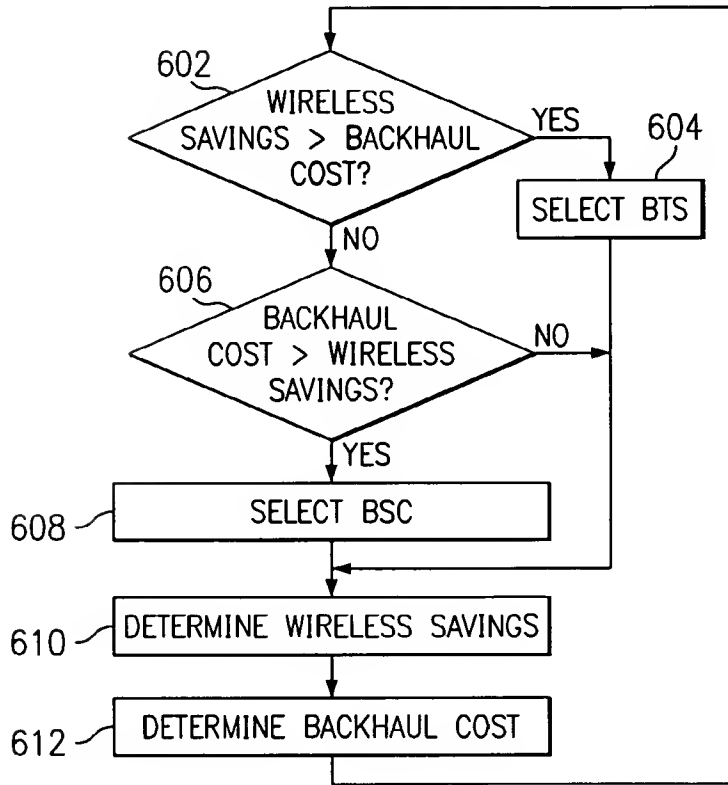 602
WIRELESS
SAVINGS > BACKHAUL
COST?
YES
604
SELECT BTS
NO
606
BACKHAUL
COST > WIRELESS
SAVINGS?
NO
YES
608
SELECT BSC
610
DETERMINE WIRELESS SAVINGS
612
DETERMINE BACKHAUL COST